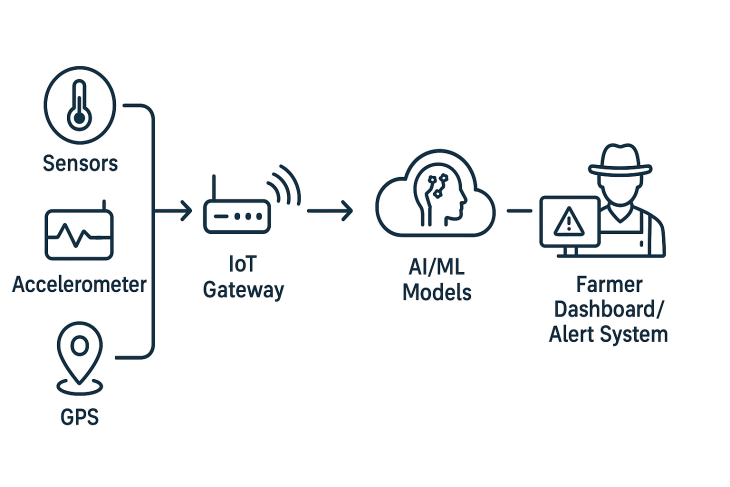 Sensors
Accelerometer
GPS
IoT
Gateway
AI/ML
Models
Farmer
Dashboard/
Alert System